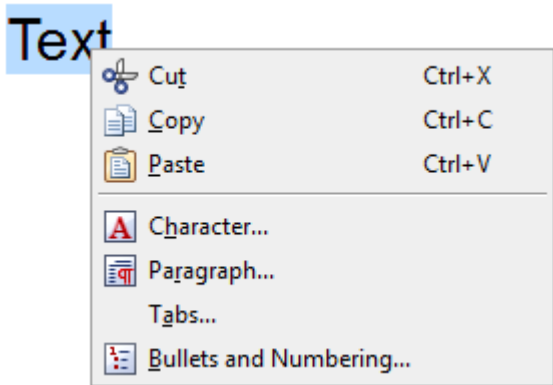 Text
Cut Ctrl+X
Copy Ctrl+C
Paste Ctrl+V
Character...
Paragraph...
Tabs...
Bullets and Numbering...